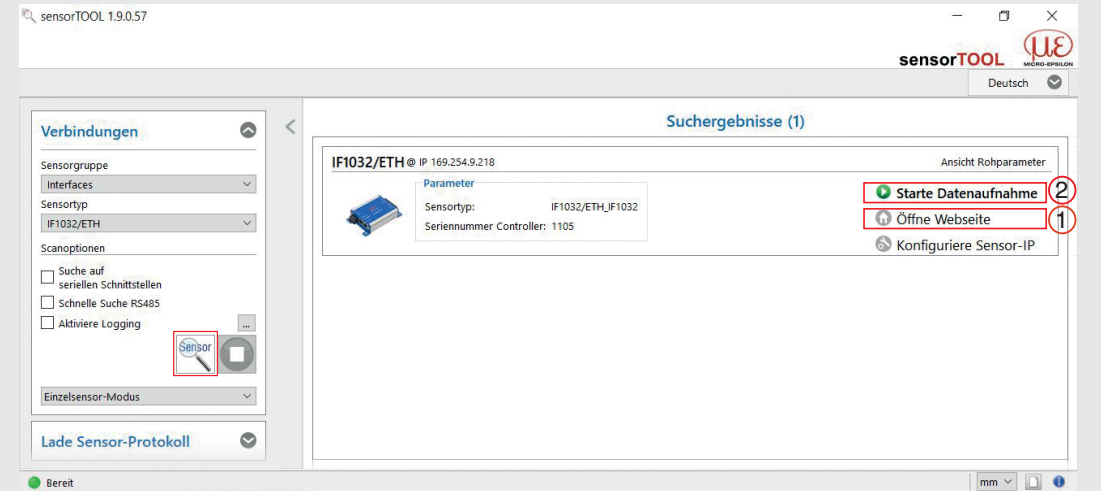 sensorTOOL 1.9.0.57
sensorTOOL
με
MICRO-EPSILON
Deutsch
Verbindungen
Sensorgruppe
Interfaces
Sensortyp
IF1032/ETH
Scanoptionen
Suche auf
seriellen Schnittstellen
Schnelle Suche RS485
Aktiviere Logging
...
Sensor
Einzelsensor-Modus
Lade Sensor-Protokoll
Suchergebnisse (1)
IF1032/ETH @ IP 169.254.9.218
Ansicht Rohparameter
Parameter
Sensortyp: IF1032/ETH_IF1032
Seriennummer Controller: 1105
Starte Datenaufnahme 2
Öffne Webseite 1
Konfiguriere Sensor-IP
Bereit
mm